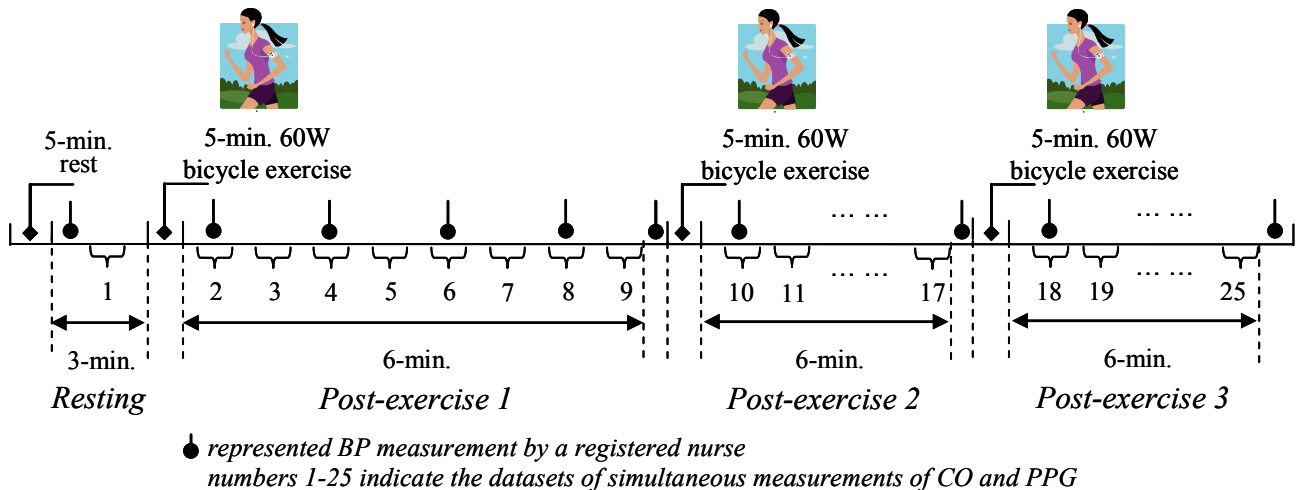 5-min.
rest
5-min. 60W
bicycle exercise
5-min. 60W
bicycle exercise
5-min. 60W
bicycle exercise
... ...
... ...
1
2
3
4
5
6
7
8
9
10
11
... ...
17
18
19
... ...
25
3-min.
6-min.
6-min.
6-min.
Resting
Post-exercise 1
Post-exercise 2
Post-exercise 3
represented BP measurement by a registered nurse
numbers 1-25 indicate the datasets of simultaneous measurements of CO and PPG